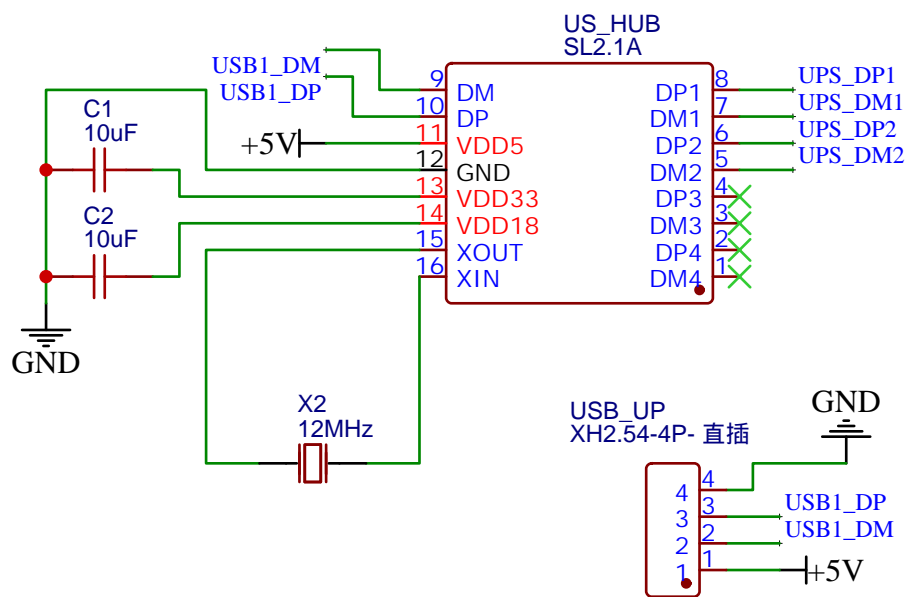 US_HUB
SL2.1A
USB1_DM
USB1_DP
C1
10uF
+5V
C2
10uF
GND
9 DM
10 DP
11 VDD5
12 GND
13 VDD33
14 VDD18
15 XOUT
16 XIN
DP1 8 UPS_DP1
DM1 7 UPS_DM1
DP2 6 UPS_DP2
DM2 5 UPS_DM2
DP3 4
DM3 3
DP4 2
DM4 1
X2
12MHz
USB_UP
XH2.54-4P- 直插
GND
4 4
3 3 USB1_DP
2 2 USB1_DM
1 1 +5V